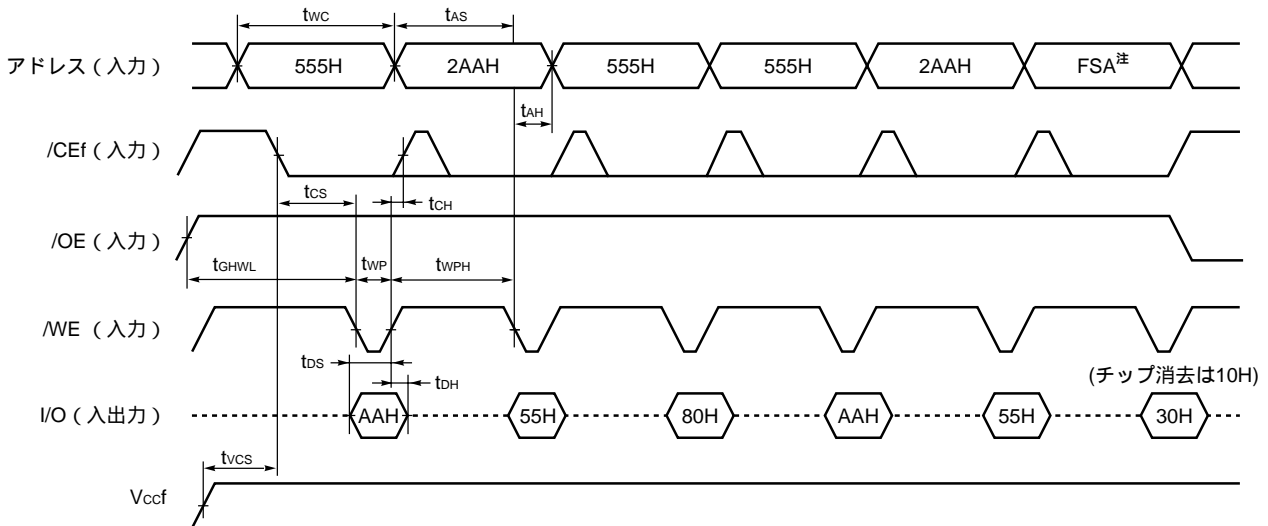 tWC tAS
アドレス（入力） 555H 2AAH 555H 555H 2AAH FSA注
tAH
/CEf（入力）
tCS tCH
/OE（入力）
tGHWL tWP tWPH
/WE （入力）
tDS tDH
(チップ消去は10H)
I/O（入出力） AAH 55H 80H AAH 55H 30H
tVCS
VCCf